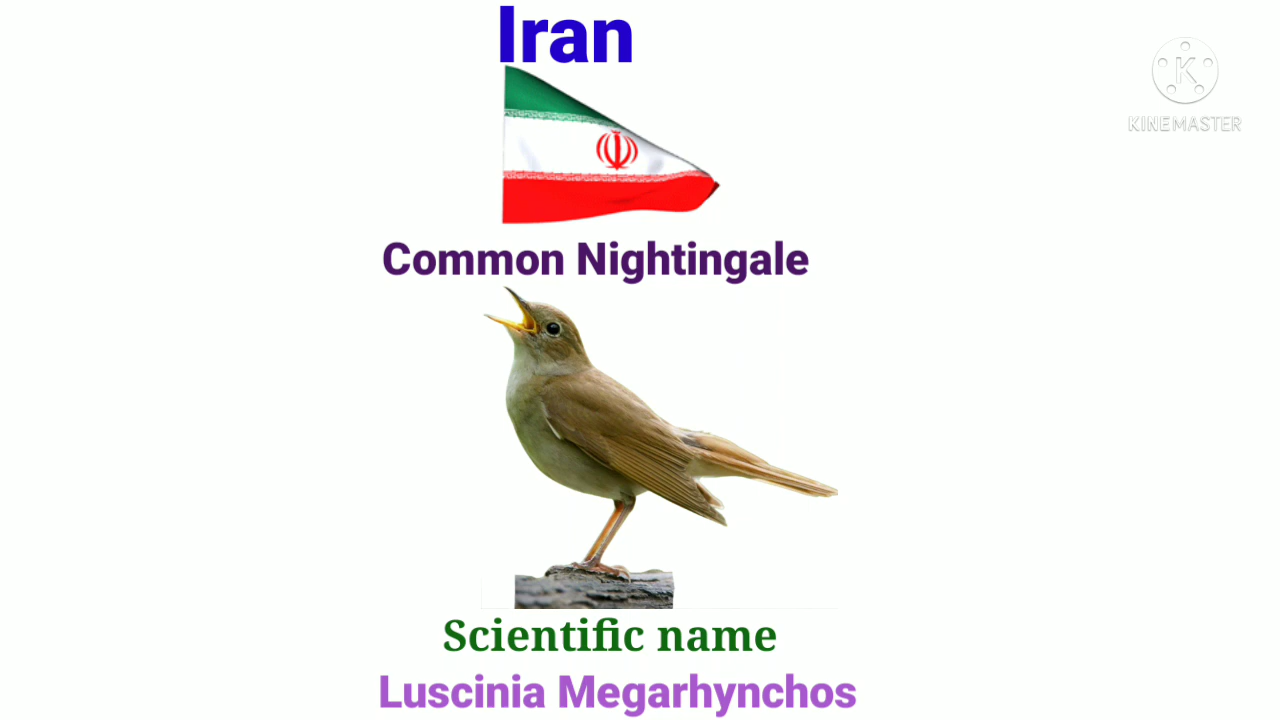 Iran
KINEMASTER
Common Nightingale
Scientific name
Luscinia Megarhynchos